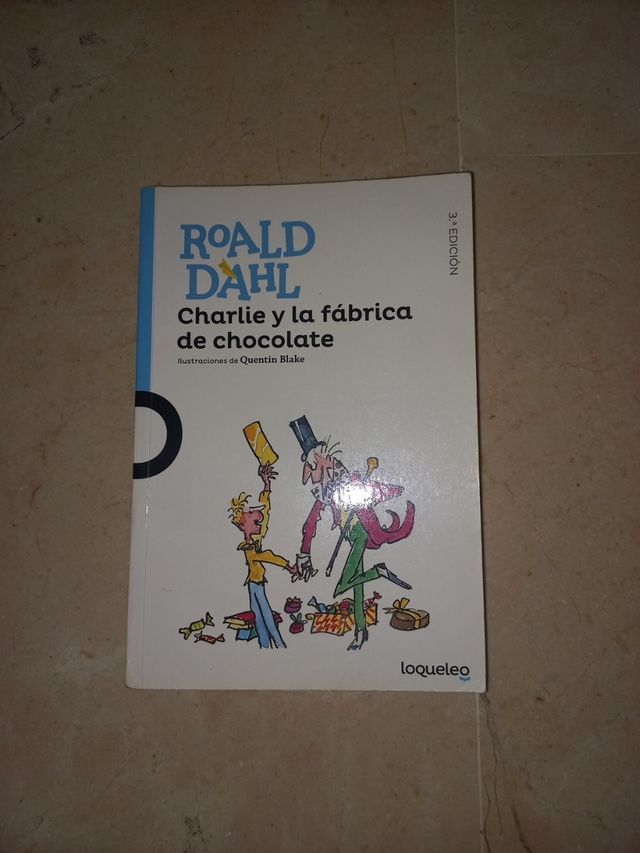 ROALD
DAHL
Charlie y la fábrica
de chocolate
Ilustraciones de Quentin Blake
3.ª EDICIÓN
loqueleo